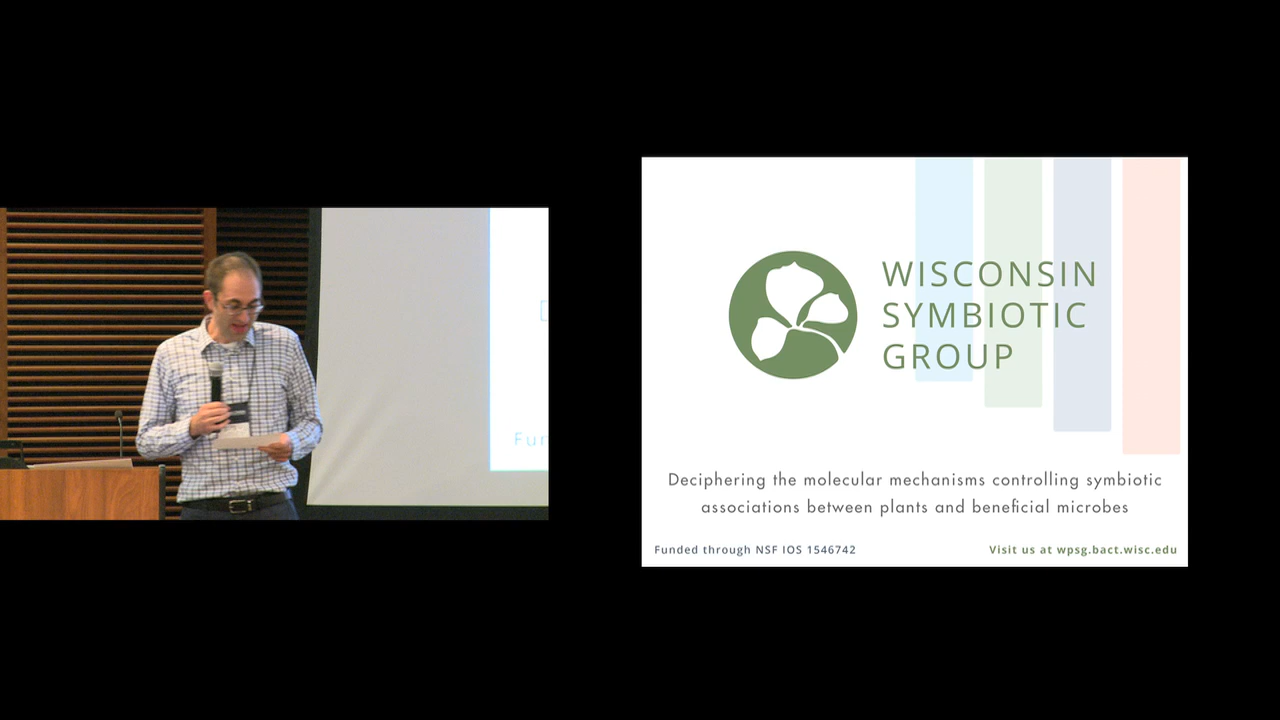 Fun
WISCONSIN
SYMBIOTIC
GROUP
Deciphering the molecular mechanisms controlling symbiotic
associations between plants and beneficial microbes
Funded through NSF IOS 1546742
Visit us at wpsg.bact.wisc.edu